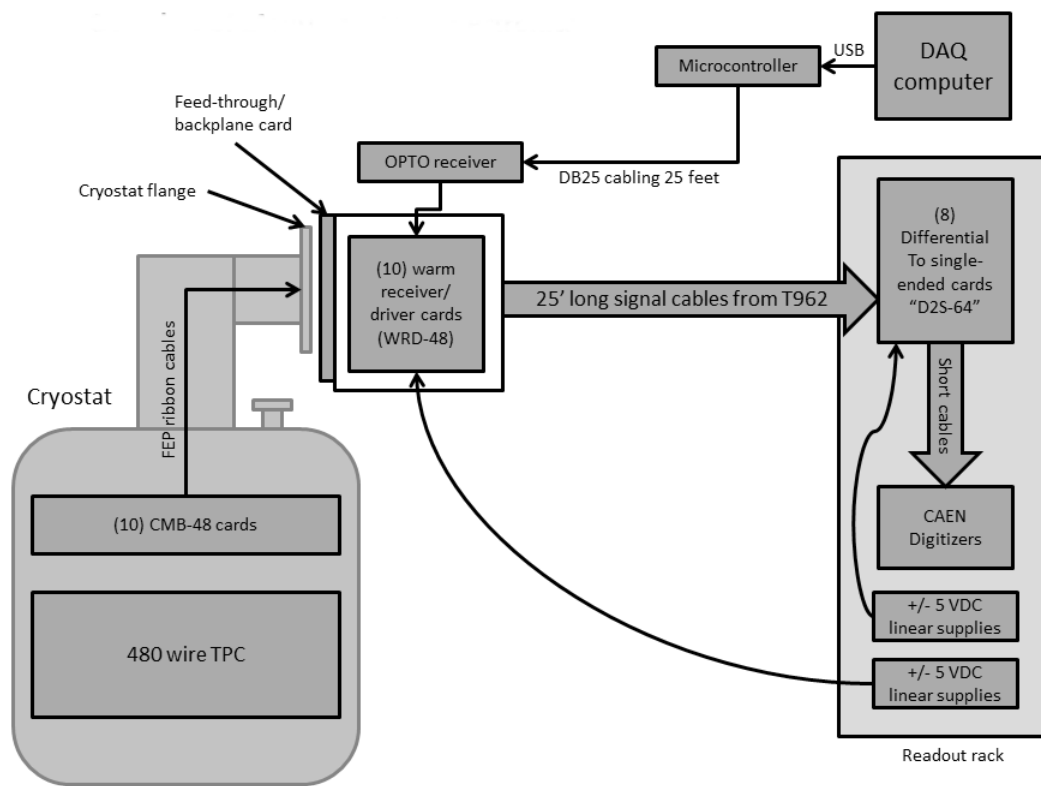 DAQ
computer
USB
Microcontroller
Feed-through/
backplane card
OPTO receiver
DB25 cabling 25 feet
Cryostat flange
(10) warm
receiver/
driver cards
(WRD-48)
25’ long signal cables from T962
(8)
Differential
To single-
ended cards
“D2S-64”
Short cables
FEP ribbon cables
Cryostat
(10) CMB-48 cards
CAEN
Digitizers
480 wire TPC
+/- 5 VDC
linear supplies
+/- 5 VDC
linear supplies
Readout rack